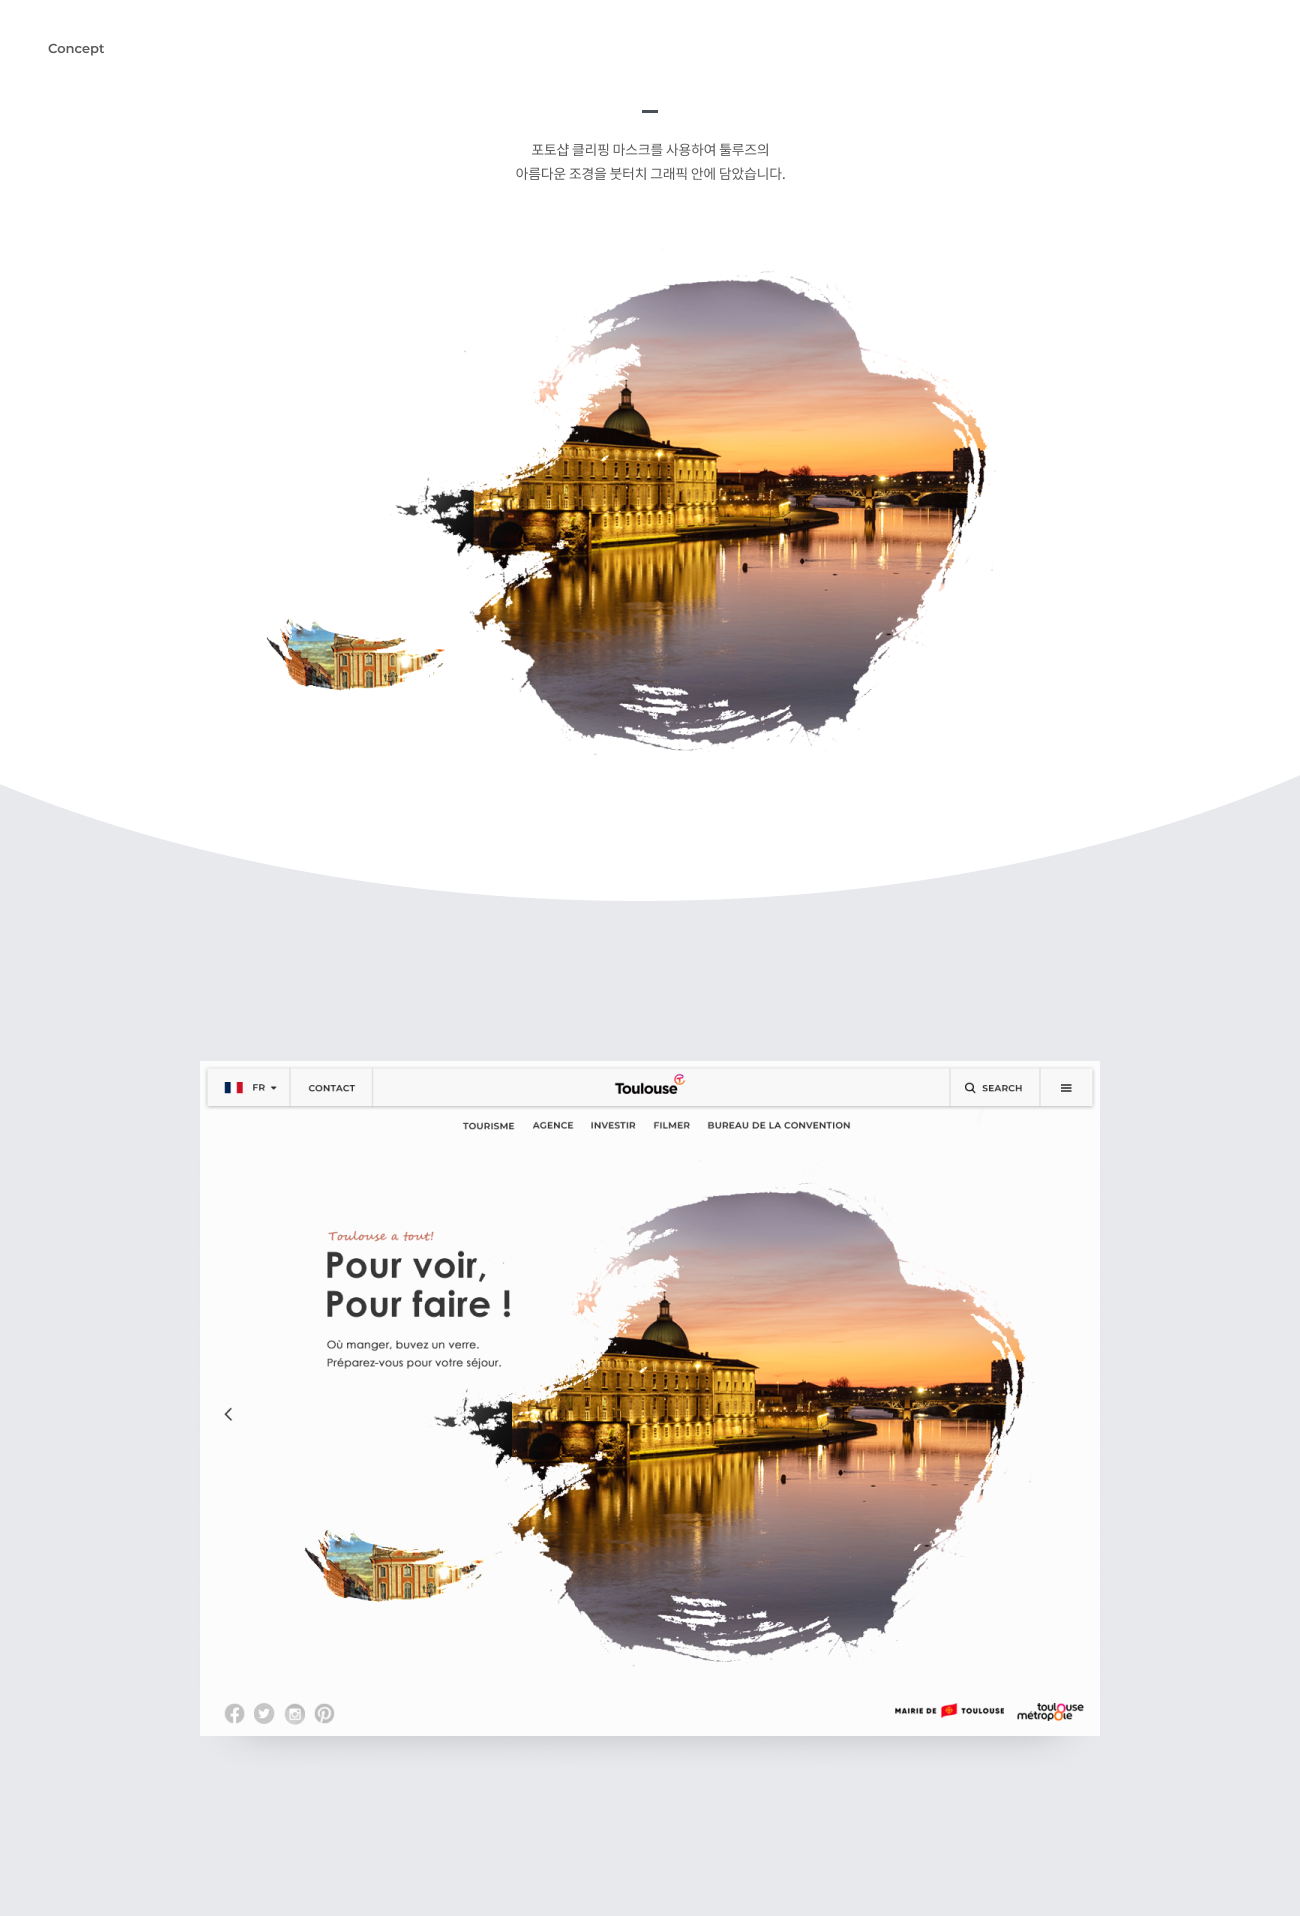 Concept
포토샵 클리핑 마스크를 사용하여 툴루즈의
아름다운 조경을 붓터치 그래픽 안에 담았습니다.
FR
CONTACT
Toulouse
SEARCH
TOURISME AGENCE INVESTIR FILMER BUREAU DE LA CONVENTION
Toulouse a tout!
Pour voir,
Pour faire !
Où manger, buvez un verre.
Préparez-vous pour votre séjour.
MAIRIE DE TOULOUSE
toulouse
métropole